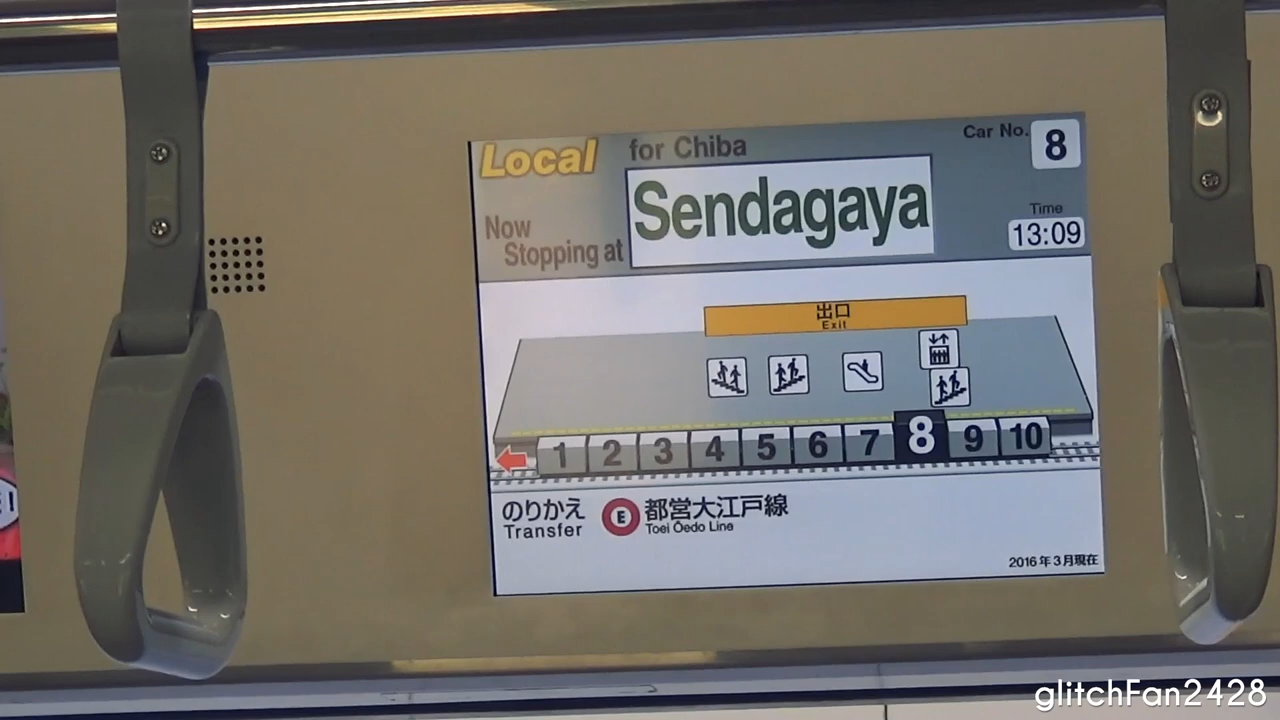 Local for Chiba
Car No. 8
Sendagaya
Now
Stopping at
Time
13:09
出口
Exit
1 2 3 4 5 6 7 8 9 10
のりかえ
Transfer
E
都営大江戸線
Toei Ōedo Line
2016年3月現在
glitchFan2428